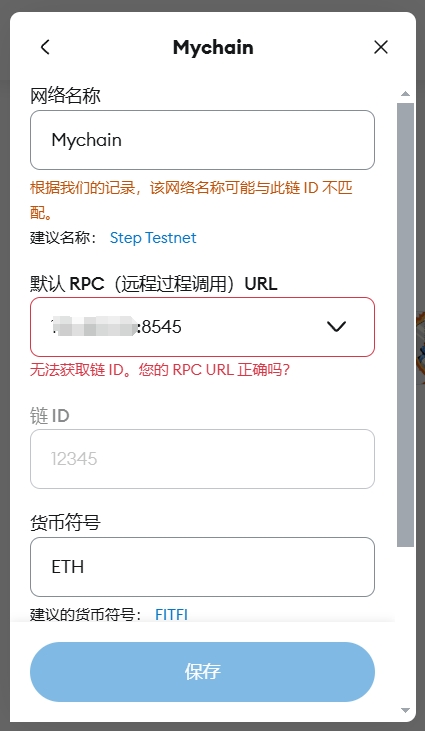 Mychain
网络名称
Mychain
根据我们的记录，该网络名称可能与此链 ID 不匹
配。
建议名称： Step Testnet
默认 RPC（远程过程调用）URL
:8545
无法获取链 ID。您的 RPC URL 正确吗？
链 ID
12345
货币符号
ETH
建议的货币符号： FITFI
保存